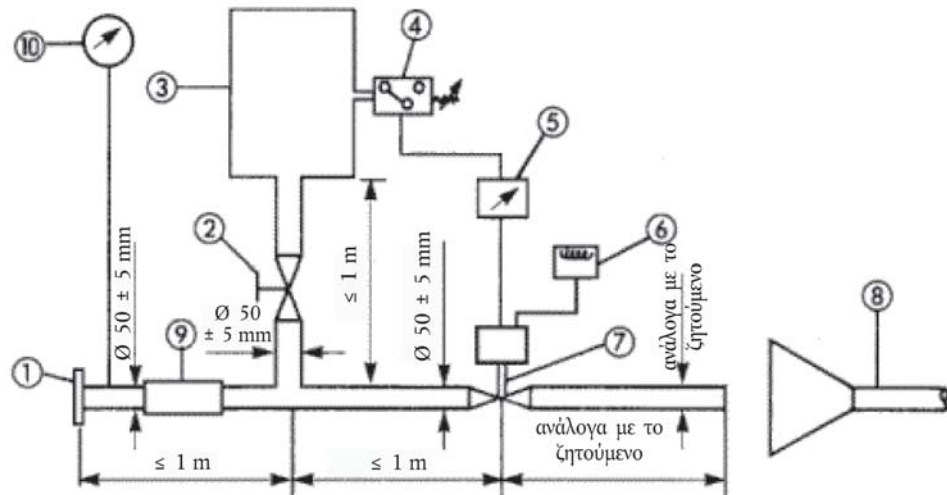 ⑩
③
④
⑤
②
⑥
Ø 50 ± 5 mm
≤ 1 m
Ø 50 ± 5 mm
ανάλογα με το
ζητούμενο
Ø 50
± 5 mm
⑧
⑨
⑦
①
ανάλογα με το
ζητούμενο
≤ 1 m
≤ 1 m